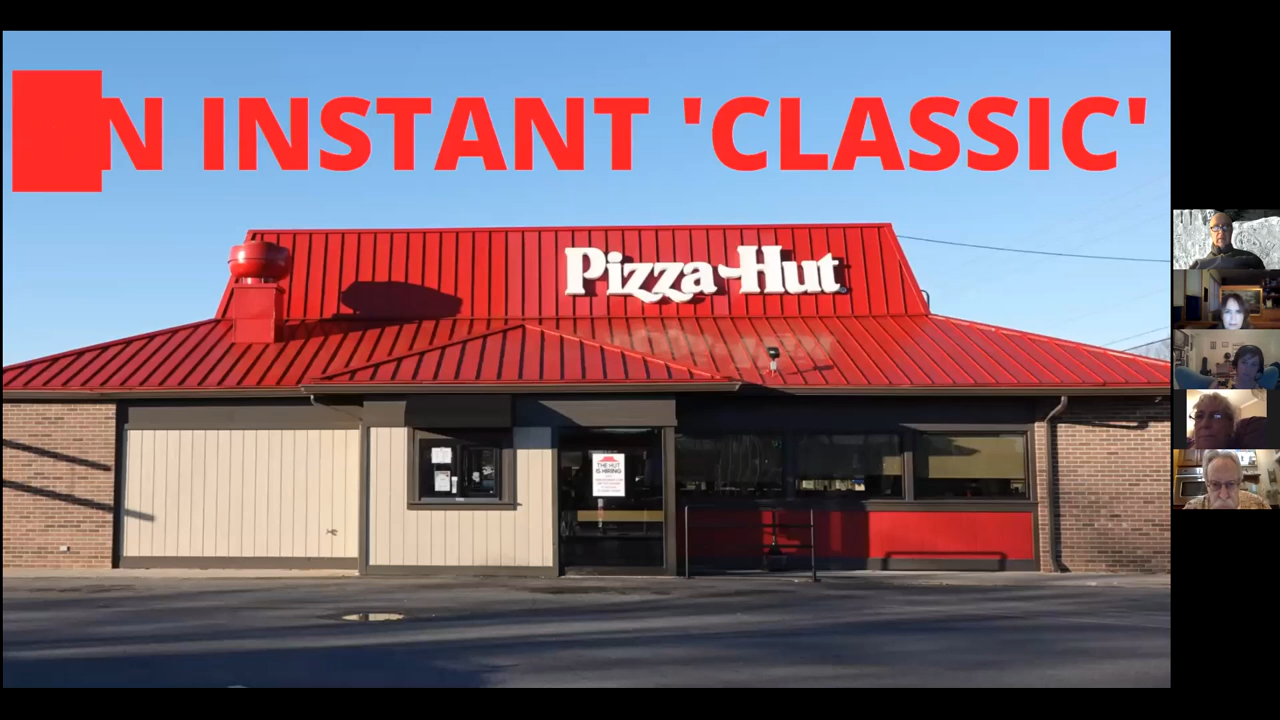 N INSTANT 'CLASSIC'
Pizza Hut
THE HUT
IS HIRING